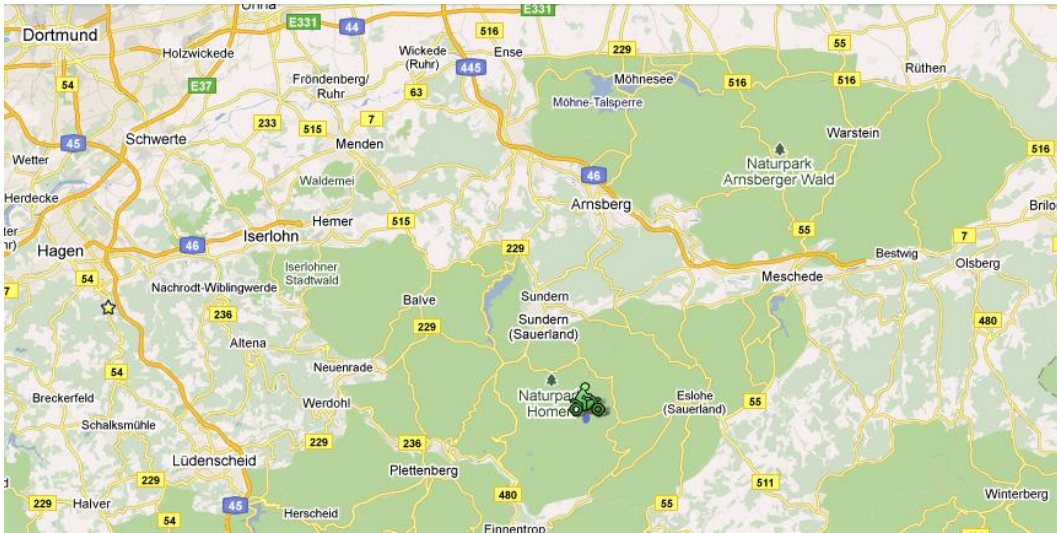 E331
Unna
E331
44
516
Dortmund
Wickede
(Ruhr)
Ense
229
55
Holzwickede
445
Möhnesee
516
516
Rüthen
54
E37
Fröndenberg/
Ruhr
63
Möhne-Talsperre
45
Schwerte
233
515
7
Menden
Warstein
516
Wetter
Naturpark
Arnsberger Wald
Herdecke
Waldemei
46
Arnsberg
Hagen
46
Iserlohn
Hemer
515
229
55
7
Bestwig
Olsberg
Meschede
54
7
Iserlohner
Stadtwald
Nachrodt-Wiblingwerde
236
Balve
229
Sundern
Sundern
(Sauerland)
480
Altena
Neuenrade
54
Breckerfeld
Werdohl
Eslohe
(Sauerland)
55
Schalksmühle
229
236
Lüdenscheid
Plettenberg
229
480
511
229
Halver
45
55
Winterberg
54
Herscheid
Finnentrop